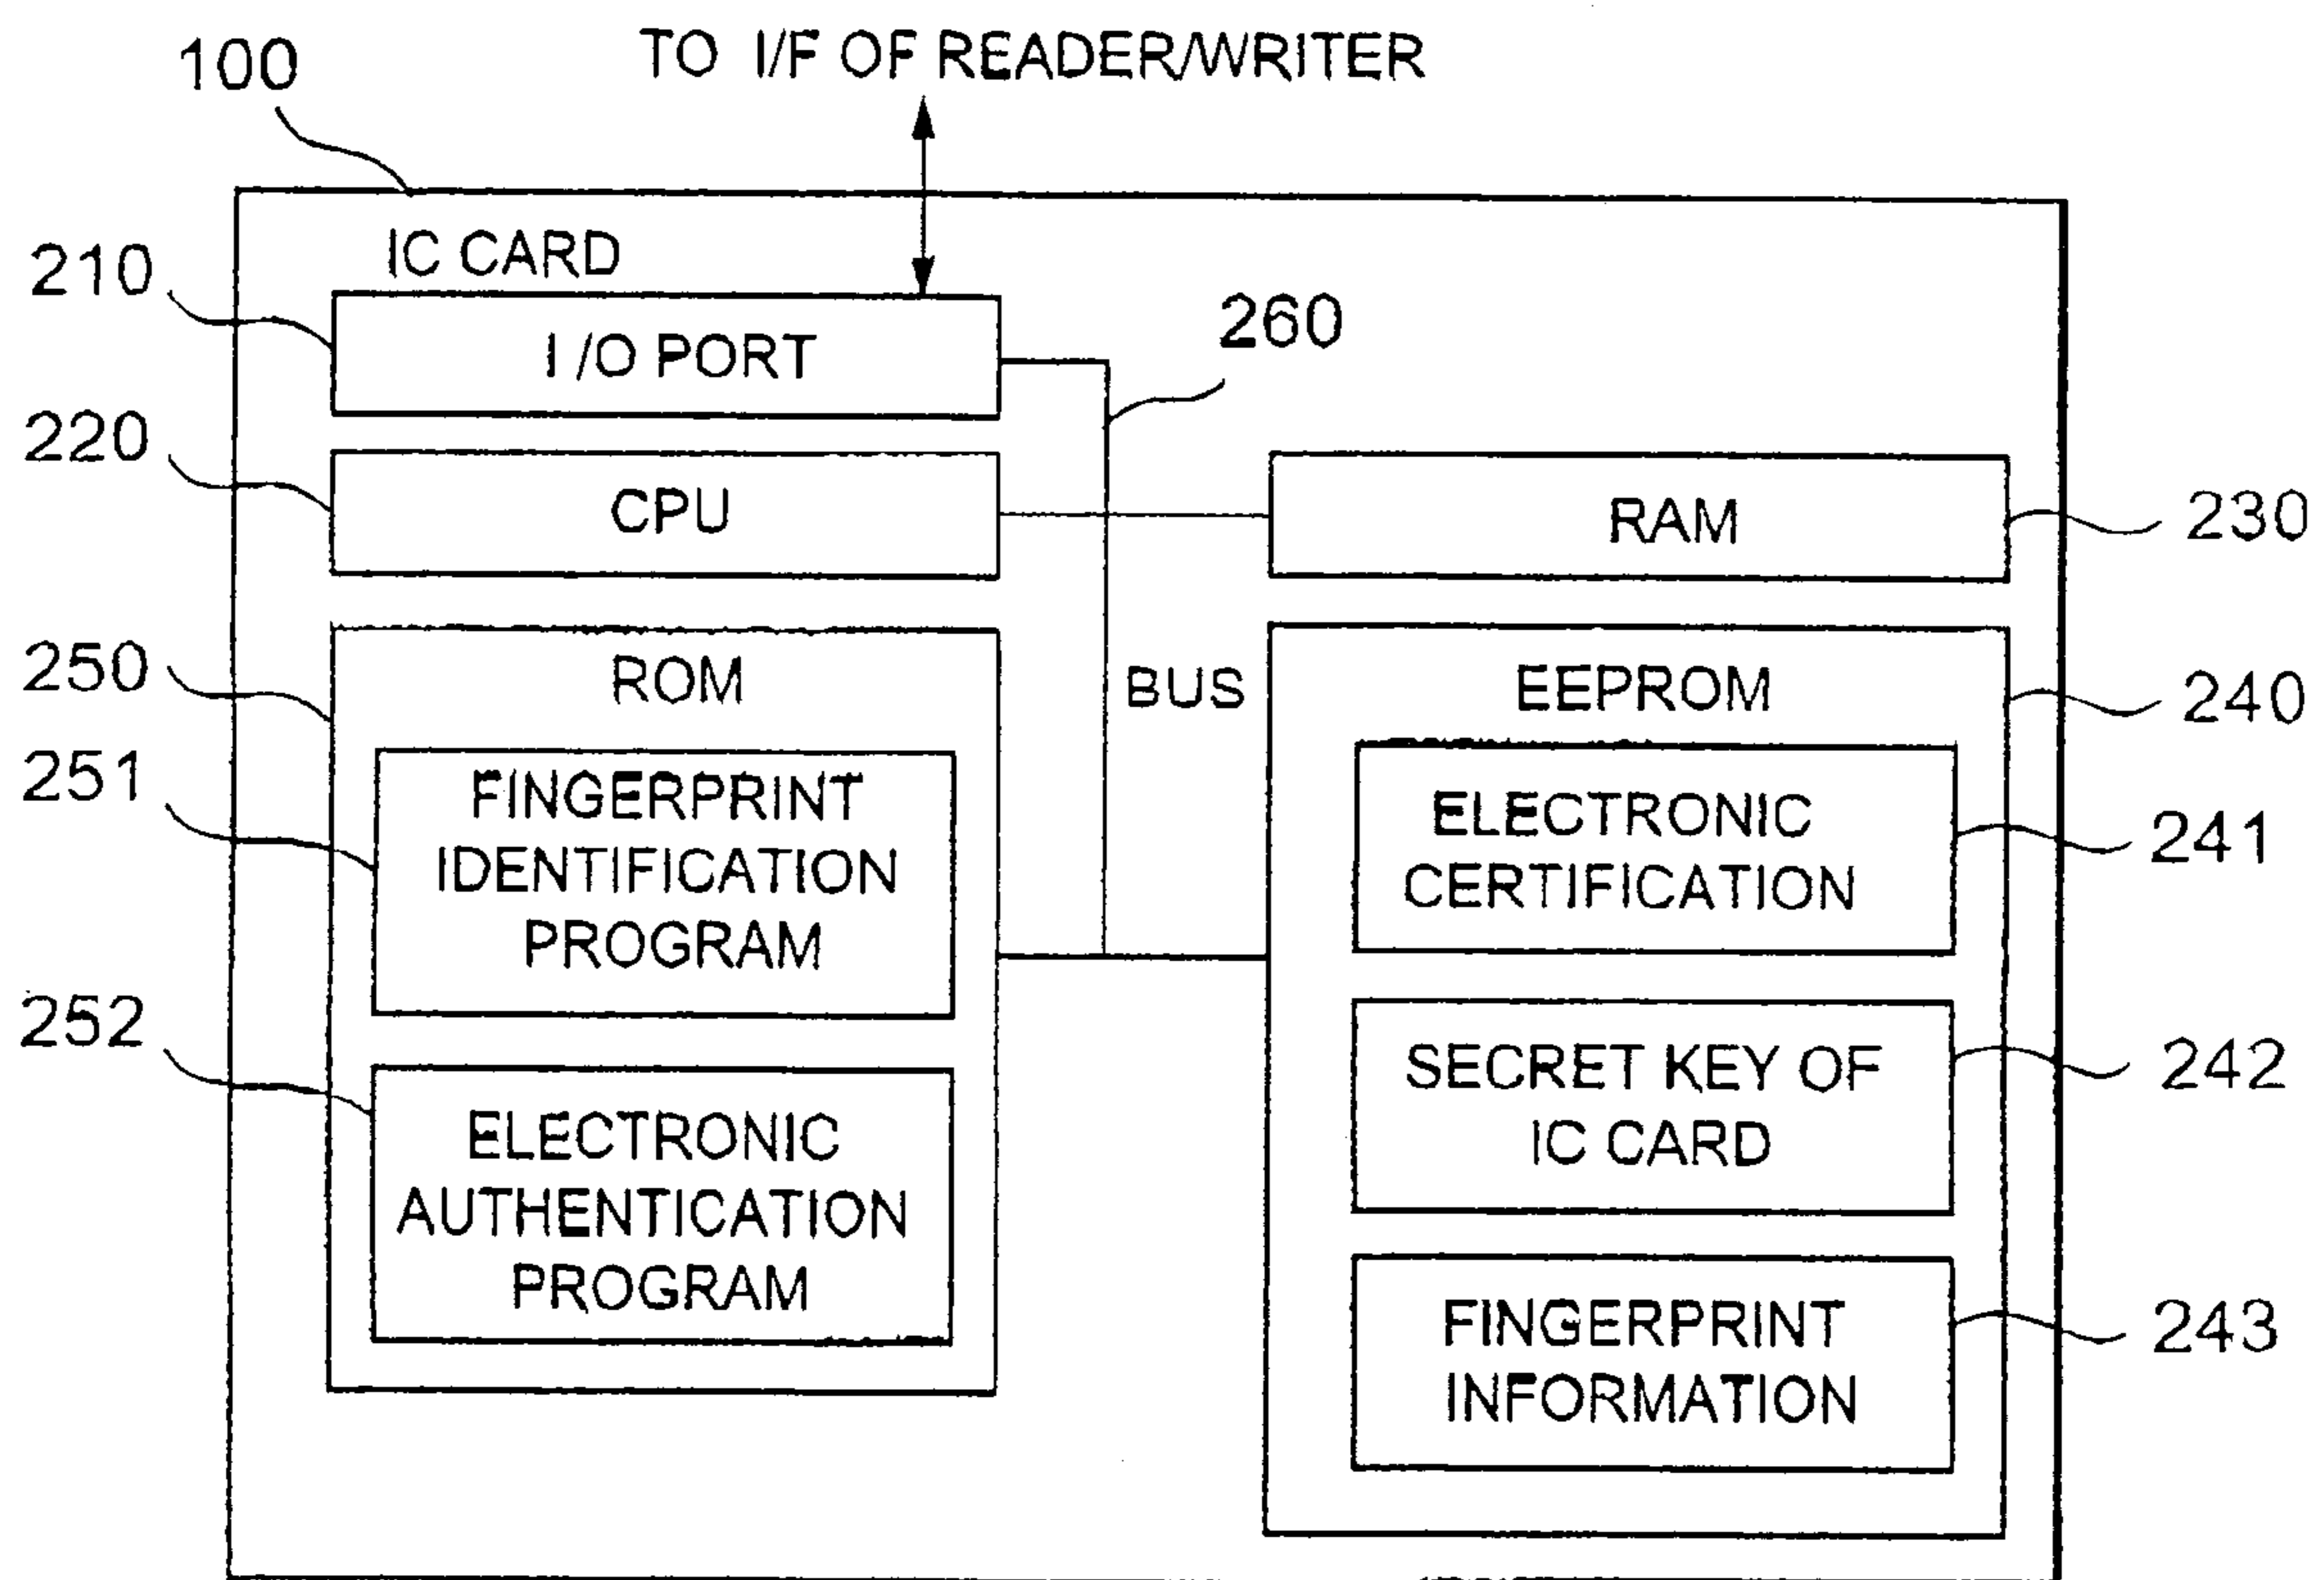 100
TO I/F OF READER/WRITER
IC CARD
210
I/O PORT
260
220
CPU
RAM
230
250
ROM
BUS
EEPROM
240
251
FINGERPRINT
IDENTIFICATION
PROGRAM
ELECTRONIC
CERTIFICATION
241
252
ELECTRONIC
AUTHENTICATION
PROGRAM
SECRET KEY OF
IC CARD
242
FINGERPRINT
INFORMATION
243